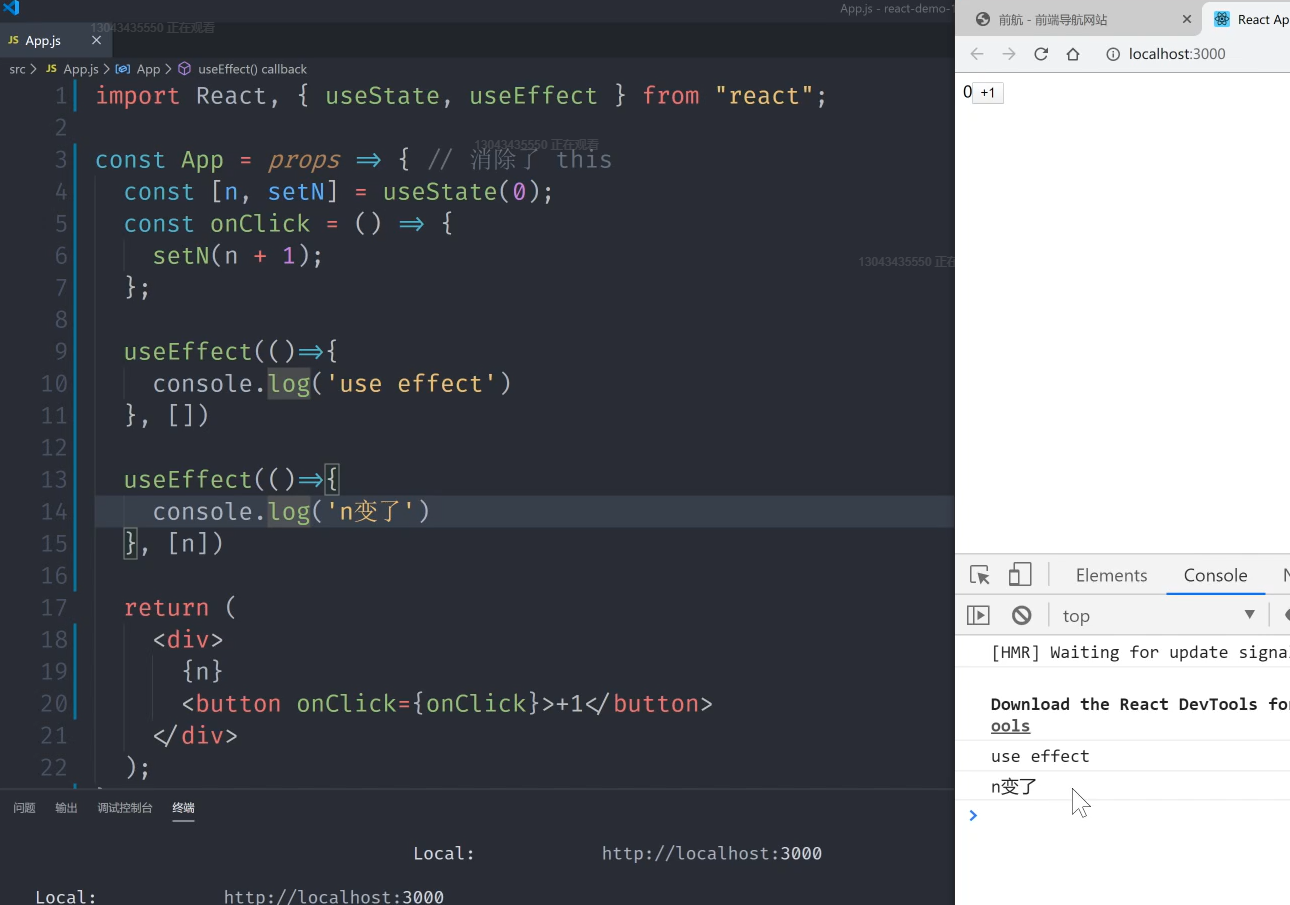 App.js - react-demo-1
13043435550 正在观看
JS App.js
src > JS App.js > App > useEffect() callback
1 import React, { useState, useEffect } from "react";
2
13043435550 正在观看
3 const App = props => { // 消除了 this
4 const [n, setN] = useState(0);
5 const onClick = () => {
6 setN(n + 1);
13043435550 正在
7 };
8
9 useEffect(()=>{
10 console.log('use effect')
11 }, [])
12
13 useEffect(()=>{
14 console.log('n变了')
15 }, [n])
16
17 return (
18 <div>
19 {n}
20 <button onClick={onClick}>+1</button>
21 </div>
22 );
问题 输出 调试控制台 终端
Local: http://localhost:3000
Local: http://localhost:3000
前航 - 前端导航网站
React Ap
localhost:3000
0 +1
Elements Console
top
[HMR] Waiting for update signal
Download the React DevTools for
ools
use effect
n变了
>